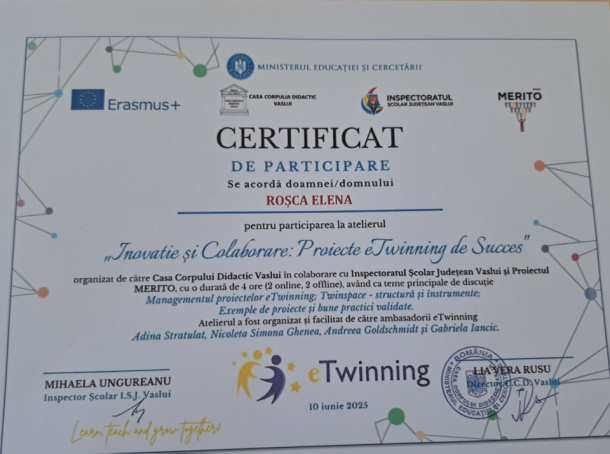 MINISTERUL EDUCAȚIEI ȘI CERCETĂRII
Erasmus+
CASA CORPULUI DIDACTIC
VASLUI
INSPECTORATUL
ȘCOLAR JUDEȚEAN VASLUI
MERITO
CERTIFICAT
DE PARTICIPARE
Se acordă doamnei/domnului
ROȘCA ELENA
pentru participarea la atelierul
„Inovatie și Colaborare: Proiecte eTwinning de Succes”
organizat de către Casa Corpului Didactic Vaslui în colaborare cu Inspectoratul Școlar Județean Vaslui și Proiectul
MERITO, cu o durată de 4 ore (2 online, 2 offline), având ca teme principale de discuție
Managementul proiectelor eTwinning; Twinspace - structură și instrumente;
Exemple de proiecte și bune practici validate.
Atelierul a fost organizat și facilitat de către ambasadorii eTwinning
Adina Stratulat, Nicoleta Simona Ghenea, Andreea Goldschmidt și Gabriela Iancic.
eTwinning
MIHAELA UNGUREANU
Inspector Școlar I.S.J. Vaslui
LIA VERA RUSU
Director C.C.D. Vaslui
10 iunie 2025
Learn, teach and grow together!